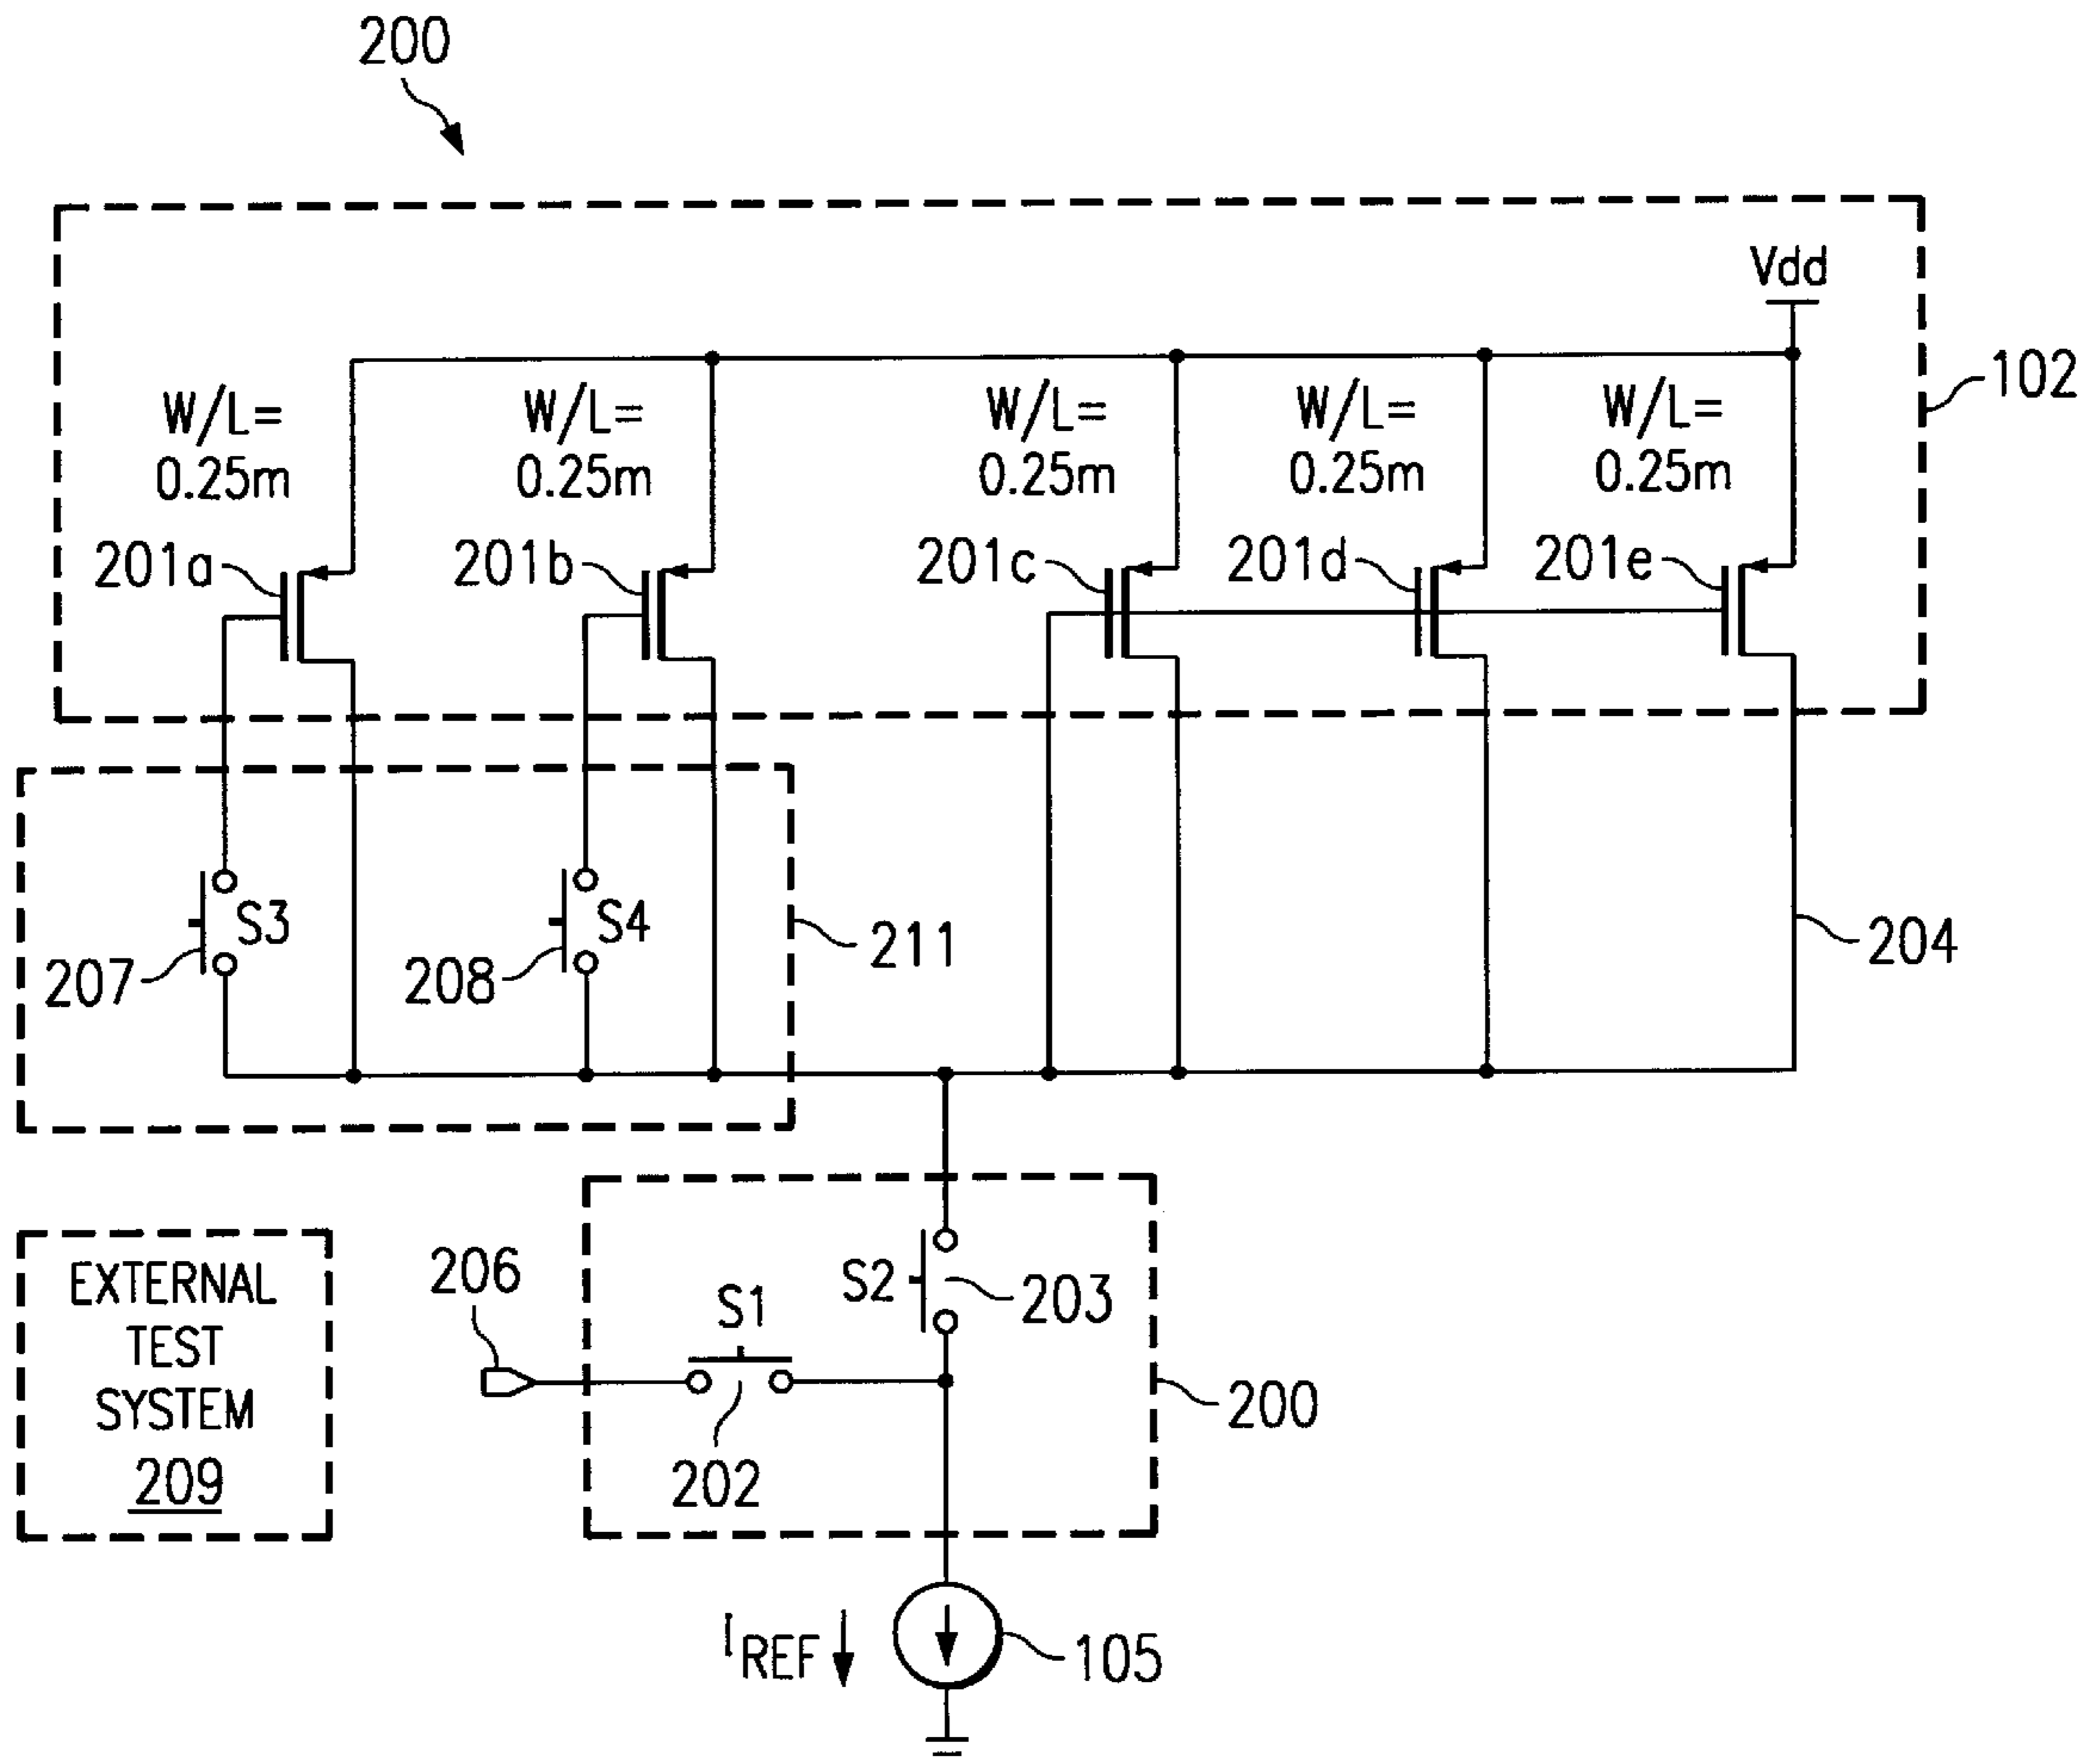 200
Vdd
102
W/L=
0.25m
W/L=
0.25m
W/L=
0.25m
W/L=
0.25m
W/L=
0.25m
201a
201b
201c
201d
201e
S3
S4
207
208
211
204
EXTERNAL
TEST
SYSTEM
209
206
S1
S2
203
202
200
IREF
105